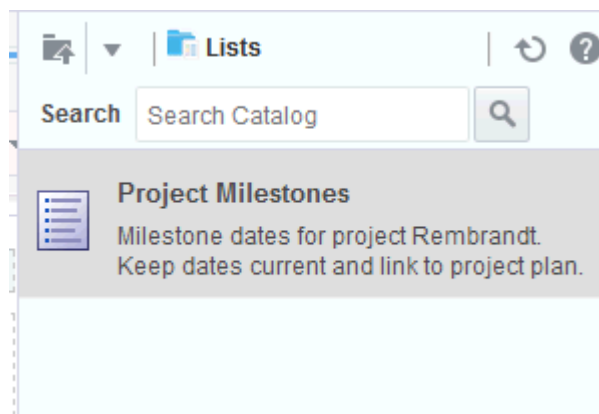 Lists
Search
Search Catalog
Project Milestones
Milestone dates for project Rembrandt.
Keep dates current and link to project plan.